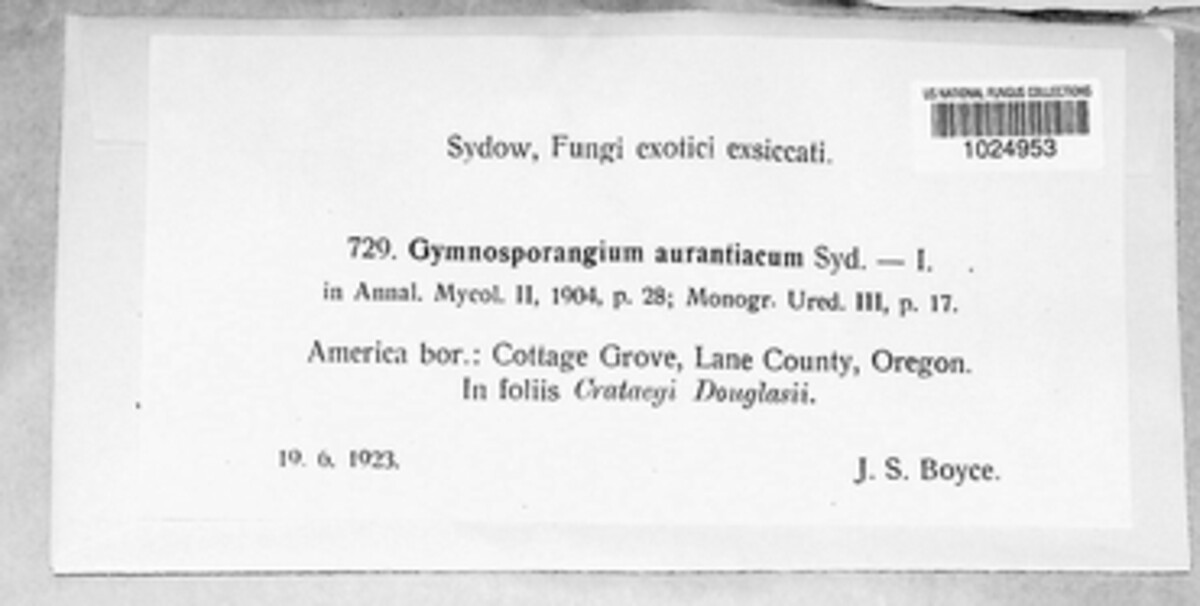 US NATIONAL FUNGUS COLLECTIONS
1024953
Sydow, Fungi exotici exsiccati.
729. Gymnosporangium aurantiacum Syd. — I.
in Annal. Mycol. II, 1904, p. 28; Monogr. Ured. III, p. 17.
America bor.: Cottage Grove, Lane County, Oregon.
In foliis Crataegi Douglasii.
19. 6. 1923.
J. S. Boyce.